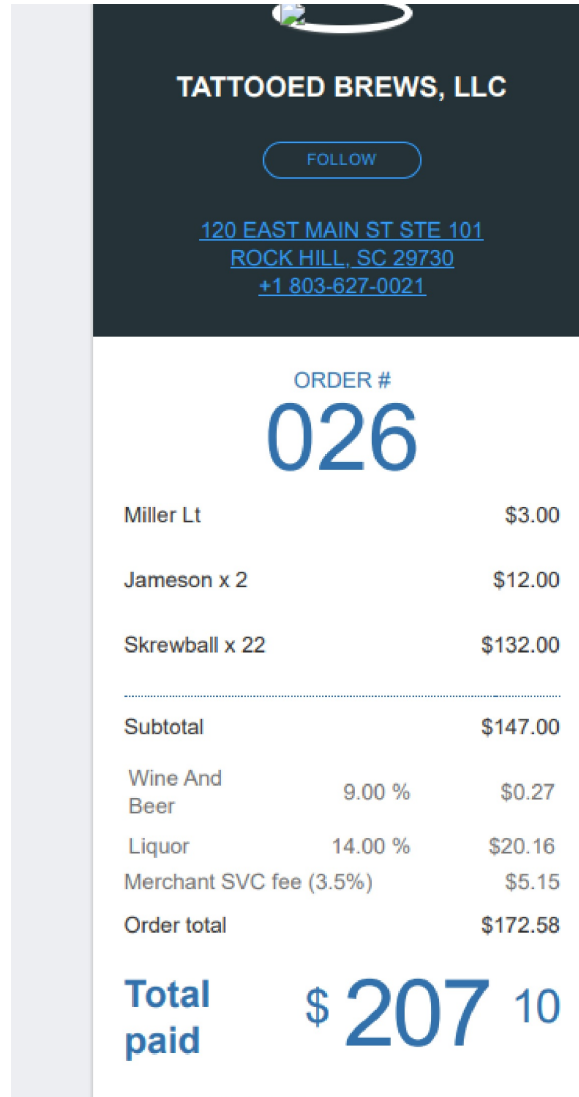 TATTOOED BREWS, LLC
FOLLOW
120 EAST MAIN ST STE 101
ROCK HILL, SC 29730
+1 803-627-0021
ORDER #
026
Miller Lt $3.00
Jameson x 2 $12.00
Skrewball x 22 $132.00
Subtotal $147.00
Wine And
Beer 9.00 % $0.27
Liquor 14.00 % $20.16
Merchant SVC fee (3.5%) $5.15
Order total $172.58
Total
paid $ 207 10